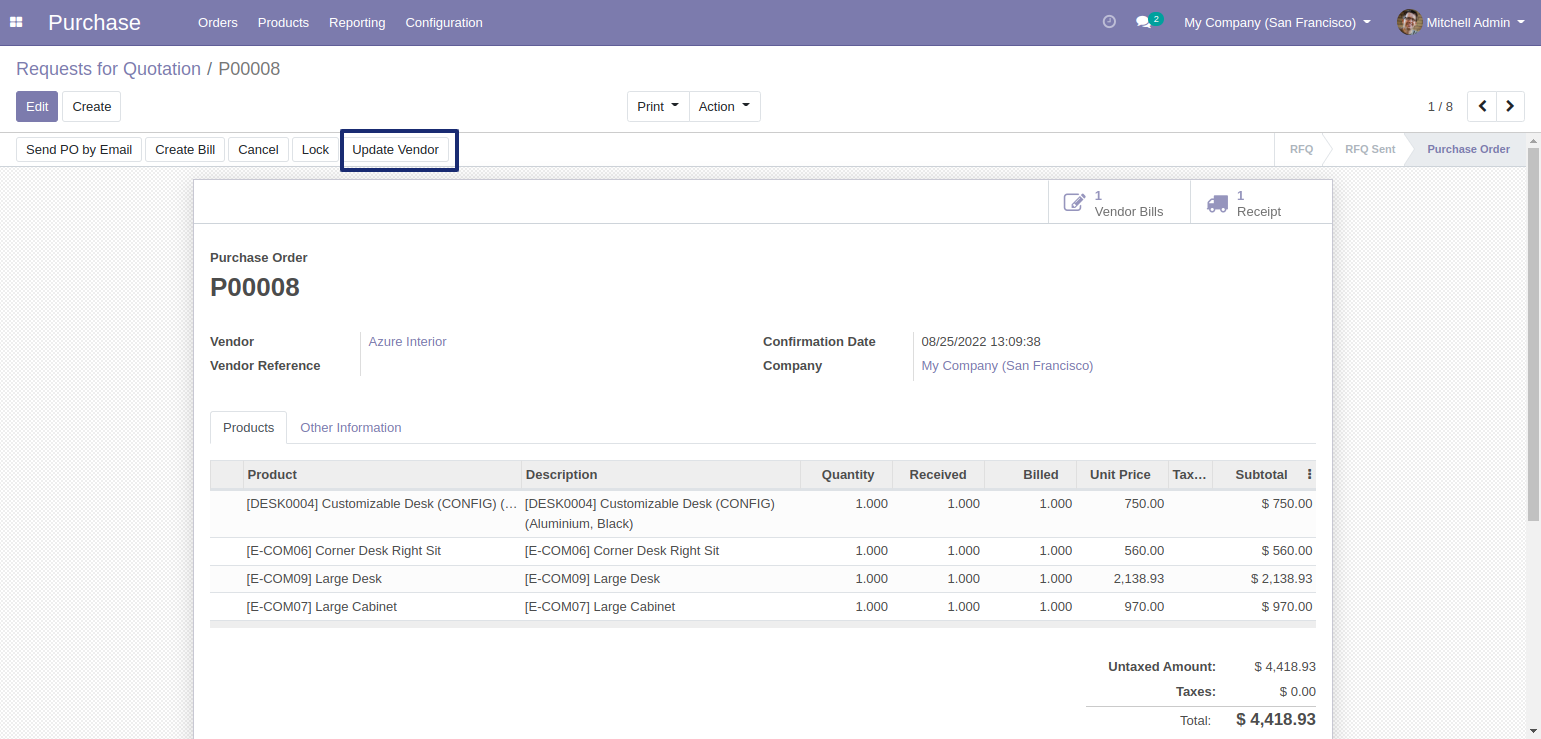 Purchase Orders Products Reporting Configuration 2 My Company (San Francisco) Mitchell Admin
Requests for Quotation / P00008
Edit Create Print Action 1 / 8
Send PO by Email Create Bill Cancel Lock Update Vendor RFQ RFQ Sent Purchase Order
1 Vendor Bills
1 Receipt
Purchase Order
P00008
Vendor Azure Interior Confirmation Date 08/25/2022 13:09:38
Vendor Reference Company My Company (San Francisco)
Products Other Information
Product Description Quantity Received Billed Unit Price Tax... Subtotal
[DESK0004] Customizable Desk (CONFIG) (... [DESK0004] Customizable Desk (CONFIG) 1.000 1.000 1.000 750.00 $ 750.00
(Aluminium, Black)
[E-COM06] Corner Desk Right Sit [E-COM06] Corner Desk Right Sit 1.000 1.000 1.000 560.00 $ 560.00
[E-COM09] Large Desk [E-COM09] Large Desk 1.000 1.000 1.000 2,138.93 $ 2,138.93
[E-COM07] Large Cabinet [E-COM07] Large Cabinet 1.000 1.000 1.000 970.00 $ 970.00
Untaxed Amount: $ 4,418.93
Taxes: $ 0.00
Total: $ 4,418.93